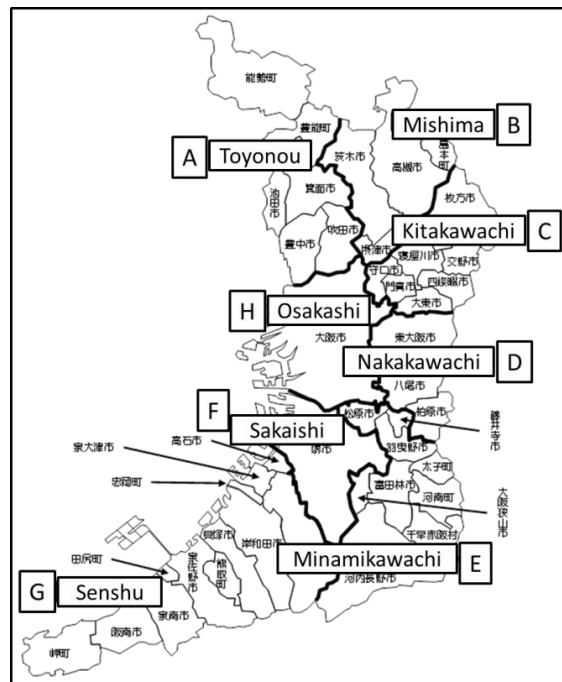 能勢町
豊能町
B
Mishima
A
Toyonou
茨木市
高槻市
島本町
箕面市
池田市
枚方市
吹田市
豊中市
Kitakawachi
C
摂津市
寝屋川市
交野市
守口市
門真市
四條畷市
大東市
H
Osakashi
大阪市
東大阪市
Nakakawachi
D
八尾市
F
松原市
柏原市
藤井寺市
Sakaishi
高石市
堺市
羽曳野市
泉大津市
太子町
忠岡町
富田林市
河南町
大阪狭山市
千早赤阪村
貝塚市
岸和田市
Minamikawachi
E
田尻町
泉佐野市
熊取町
河内長野市
G
Senshu
泉南市
阪南市
岬町